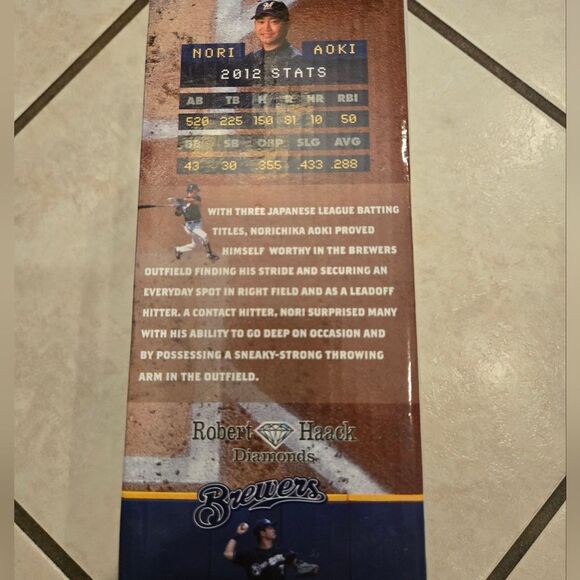 NORI AOKI
2012 STATS
AB TB H R HR RBI
520 225 150 81 10 50
BB SB OBP SLG AVG
43 30 .355 .433 .288
WITH THREE JAPANESE LEAGUE BATTING
TITLES, NORICHIKA AOKI PROVED
HIMSELF WORTHY IN THE BREWERS
OUTFIELD FINDING HIS STRIDE AND SECURING AN
EVERYDAY SPOT IN RIGHT FIELD AND AS A LEADOFF
HITTER. A CONTACT HITTER, NORI SURPRISED MANY
WITH HIS ABILITY TO GO DEEP ON OCCASION AND
BY POSSESSING A SNEAKY-STRONG THROWING
ARM IN THE OUTFIELD.
Robert Haack
Diamonds
Brewers